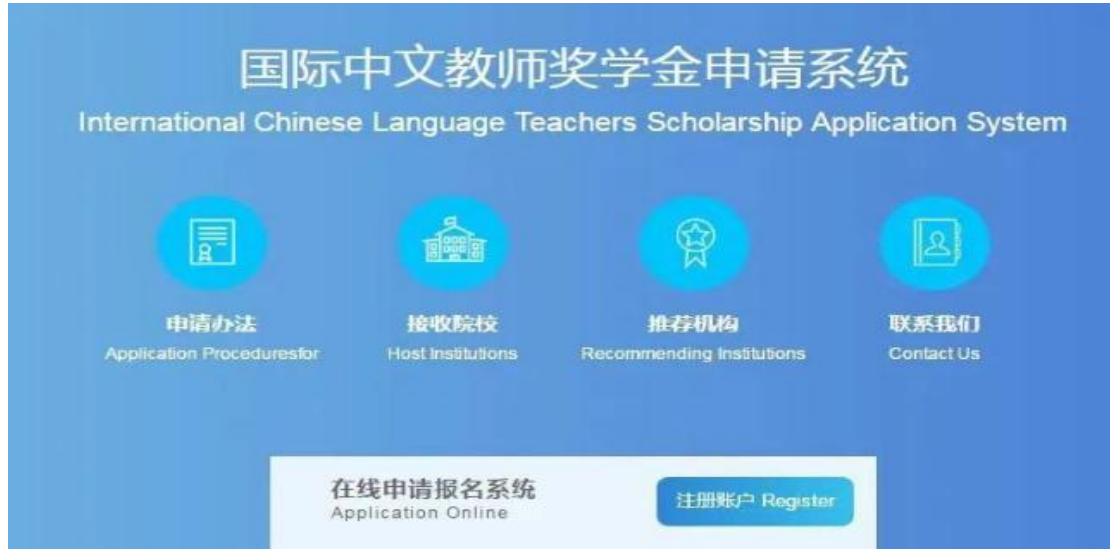 国际中文教师奖学金申请系统
International Chinese Language Teachers Scholarship Application System
申请办法
Application Proceduresfor
接收院校
Host Institutions
推荐机构
Recommending Institutions
联系我们
Contact Us
在线申请报名系统
Application Online
注册账户 Register